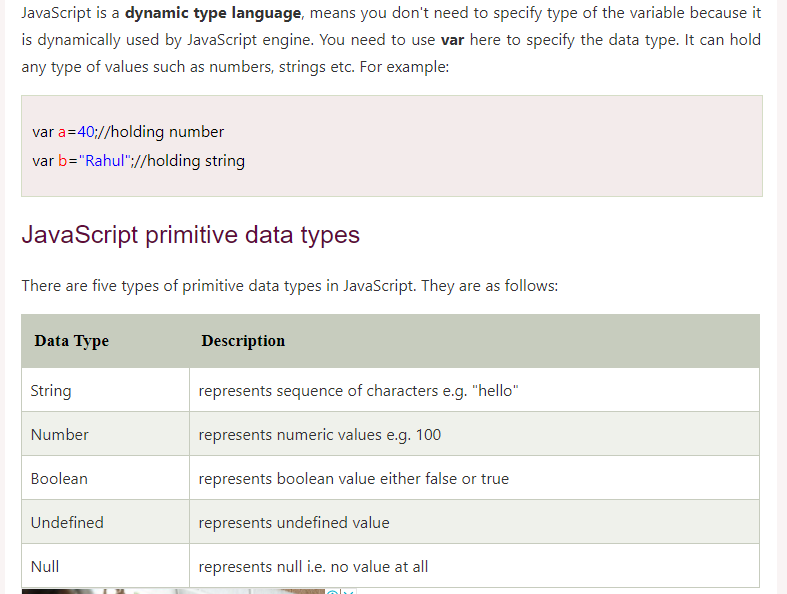 JavaScript is a dynamic type language, means you don't need to specify type of the variable because it
is dynamically used by JavaScript engine. You need to use var here to specify the data type. It can hold
any type of values such as numbers, strings etc. For example:
var a=40;//holding number
var b="Rahul";//holding string
JavaScript primitive data types
There are five types of primitive data types in JavaScript. They are as follows:
Data Type Description
String represents sequence of characters e.g. "hello"
Number represents numeric values e.g. 100
Boolean represents boolean value either false or true
Undefined represents undefined value
Null represents null i.e. no value at all